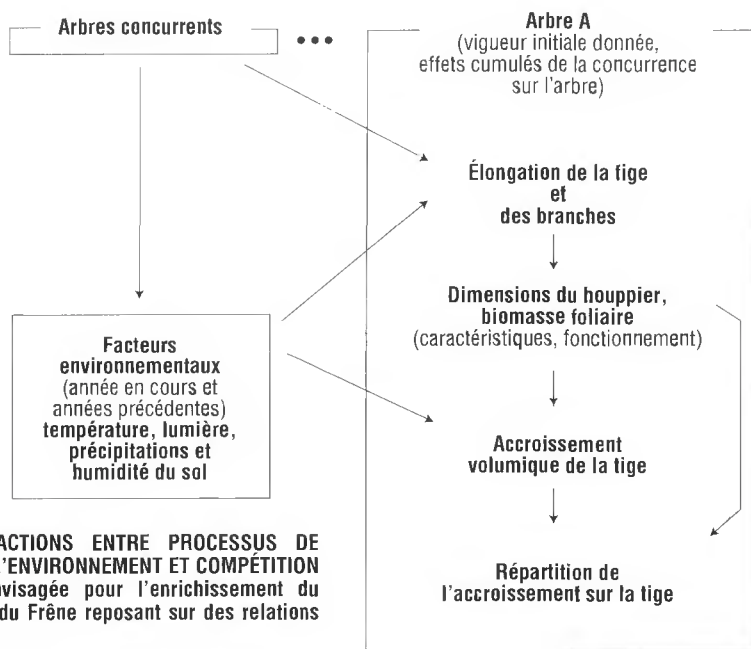 Arbres concurrents
•••
Arbre A
(vigueur initiale donnée,
effets cumulés de la concurrence
sur l'arbre)
Élongation de la tige
et
des branches
Dimensions du houppier,
biomasse foliaire
(caractéristiques, fonctionnement)
Facteurs
environnementaux
(année en cours et
années précédentes)
température, lumière,
précipitations et
humidité du sol
Accroissement
volumique de la tige
Répartition de
l'accroissement sur la tige
ACTIONS ENTRE PROCESSUS DE
L'ENVIRONNEMENT ET COMPÉTITION
nvisagée pour l'enrichissement du
du Frêne reposant sur des relations